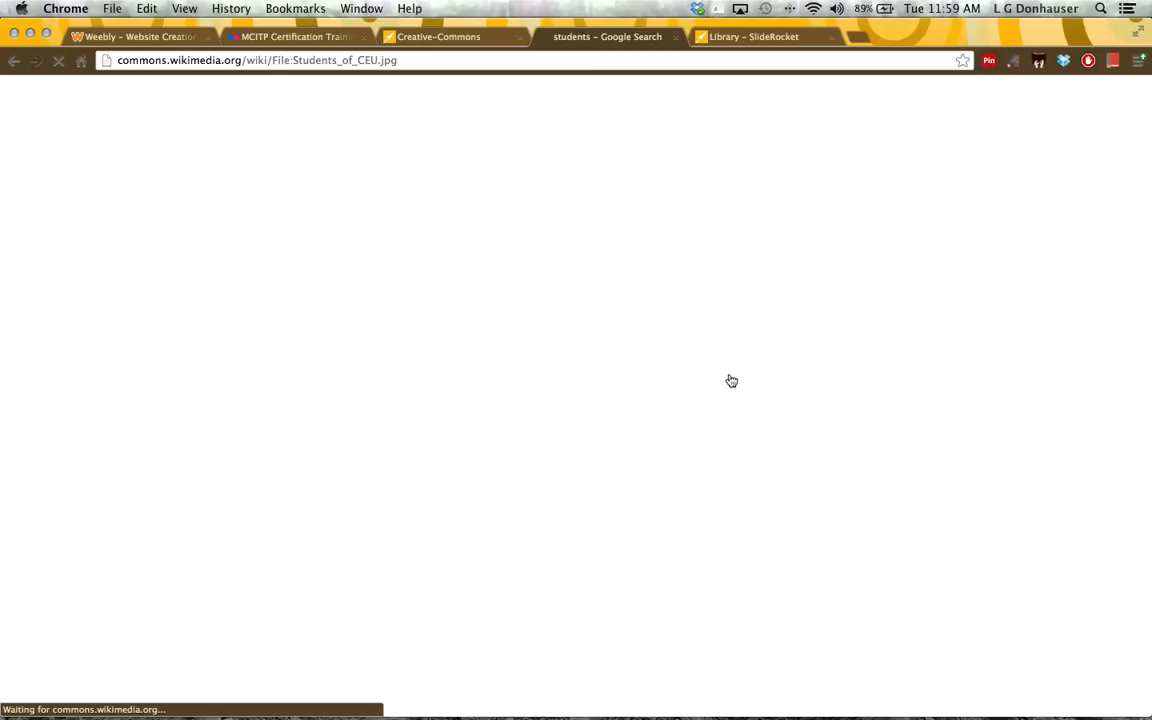 Chrome File Edit View History Bookmarks Window Help 89% Tue 11:59 AM L G Donhauser
Weebly - Website Creation MCITP Certification Traini Creative-Commons students - Google Search Library - SlideRocket
commons.wikimedia.org/wiki/File:Students_of_CEU.jpg Pin
Waiting for commons.wikimedia.org...